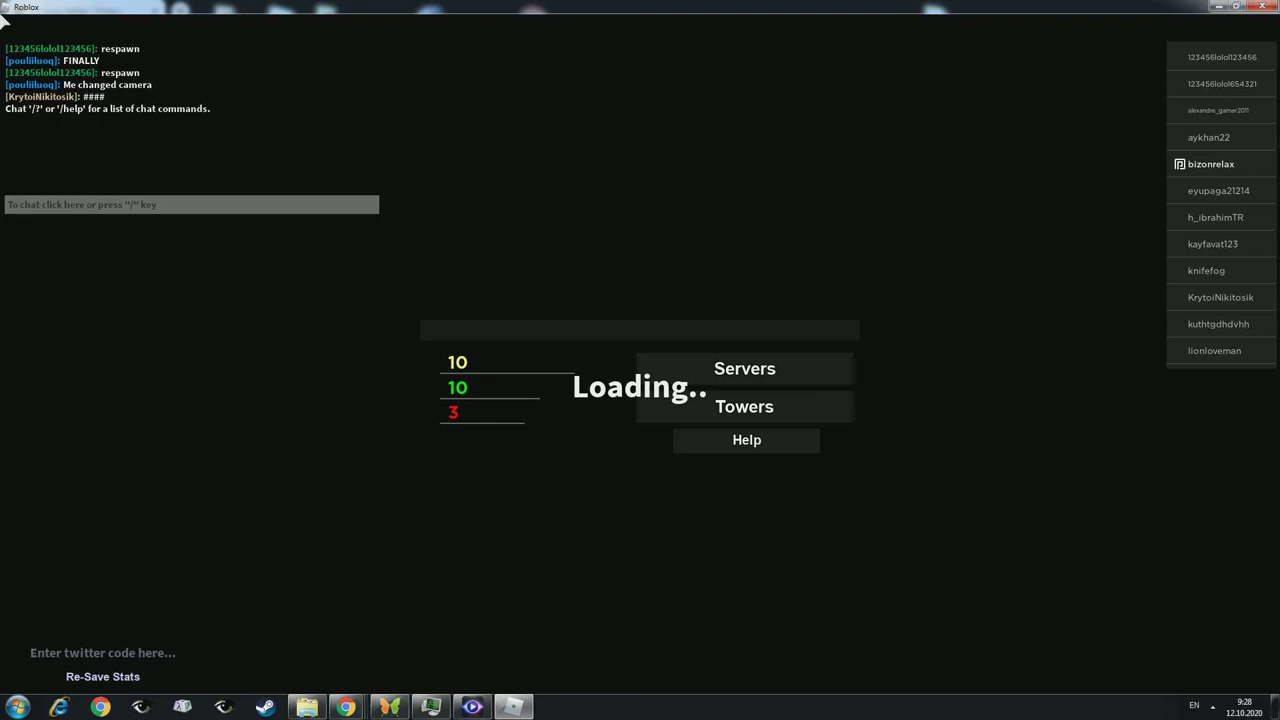 Roblox
[123456lolol123456]: respawn
[pouliiluoq]: FINALLY
[123456lolol123456]: respawn
[pouliiluoq]: Me changed camera
[KrytoiNikitosik]: ####
Chat '/?' or '/help' for a list of chat commands.
To chat click here or press "/" key
123456lolol123456
123456lolol654321
alexandre_gamer2011
aykhan22
bizonrelax
eyupaga21214
h_ibrahimTR
kayfavat123
knifefog
KrytoiNikitosik
kuthtgdhdvhh
lionloveman
10
10
3
Loading..
Servers
Towers
Help
Enter twitter code here...
Re-Save Stats
EN
9:28
12.10.2020